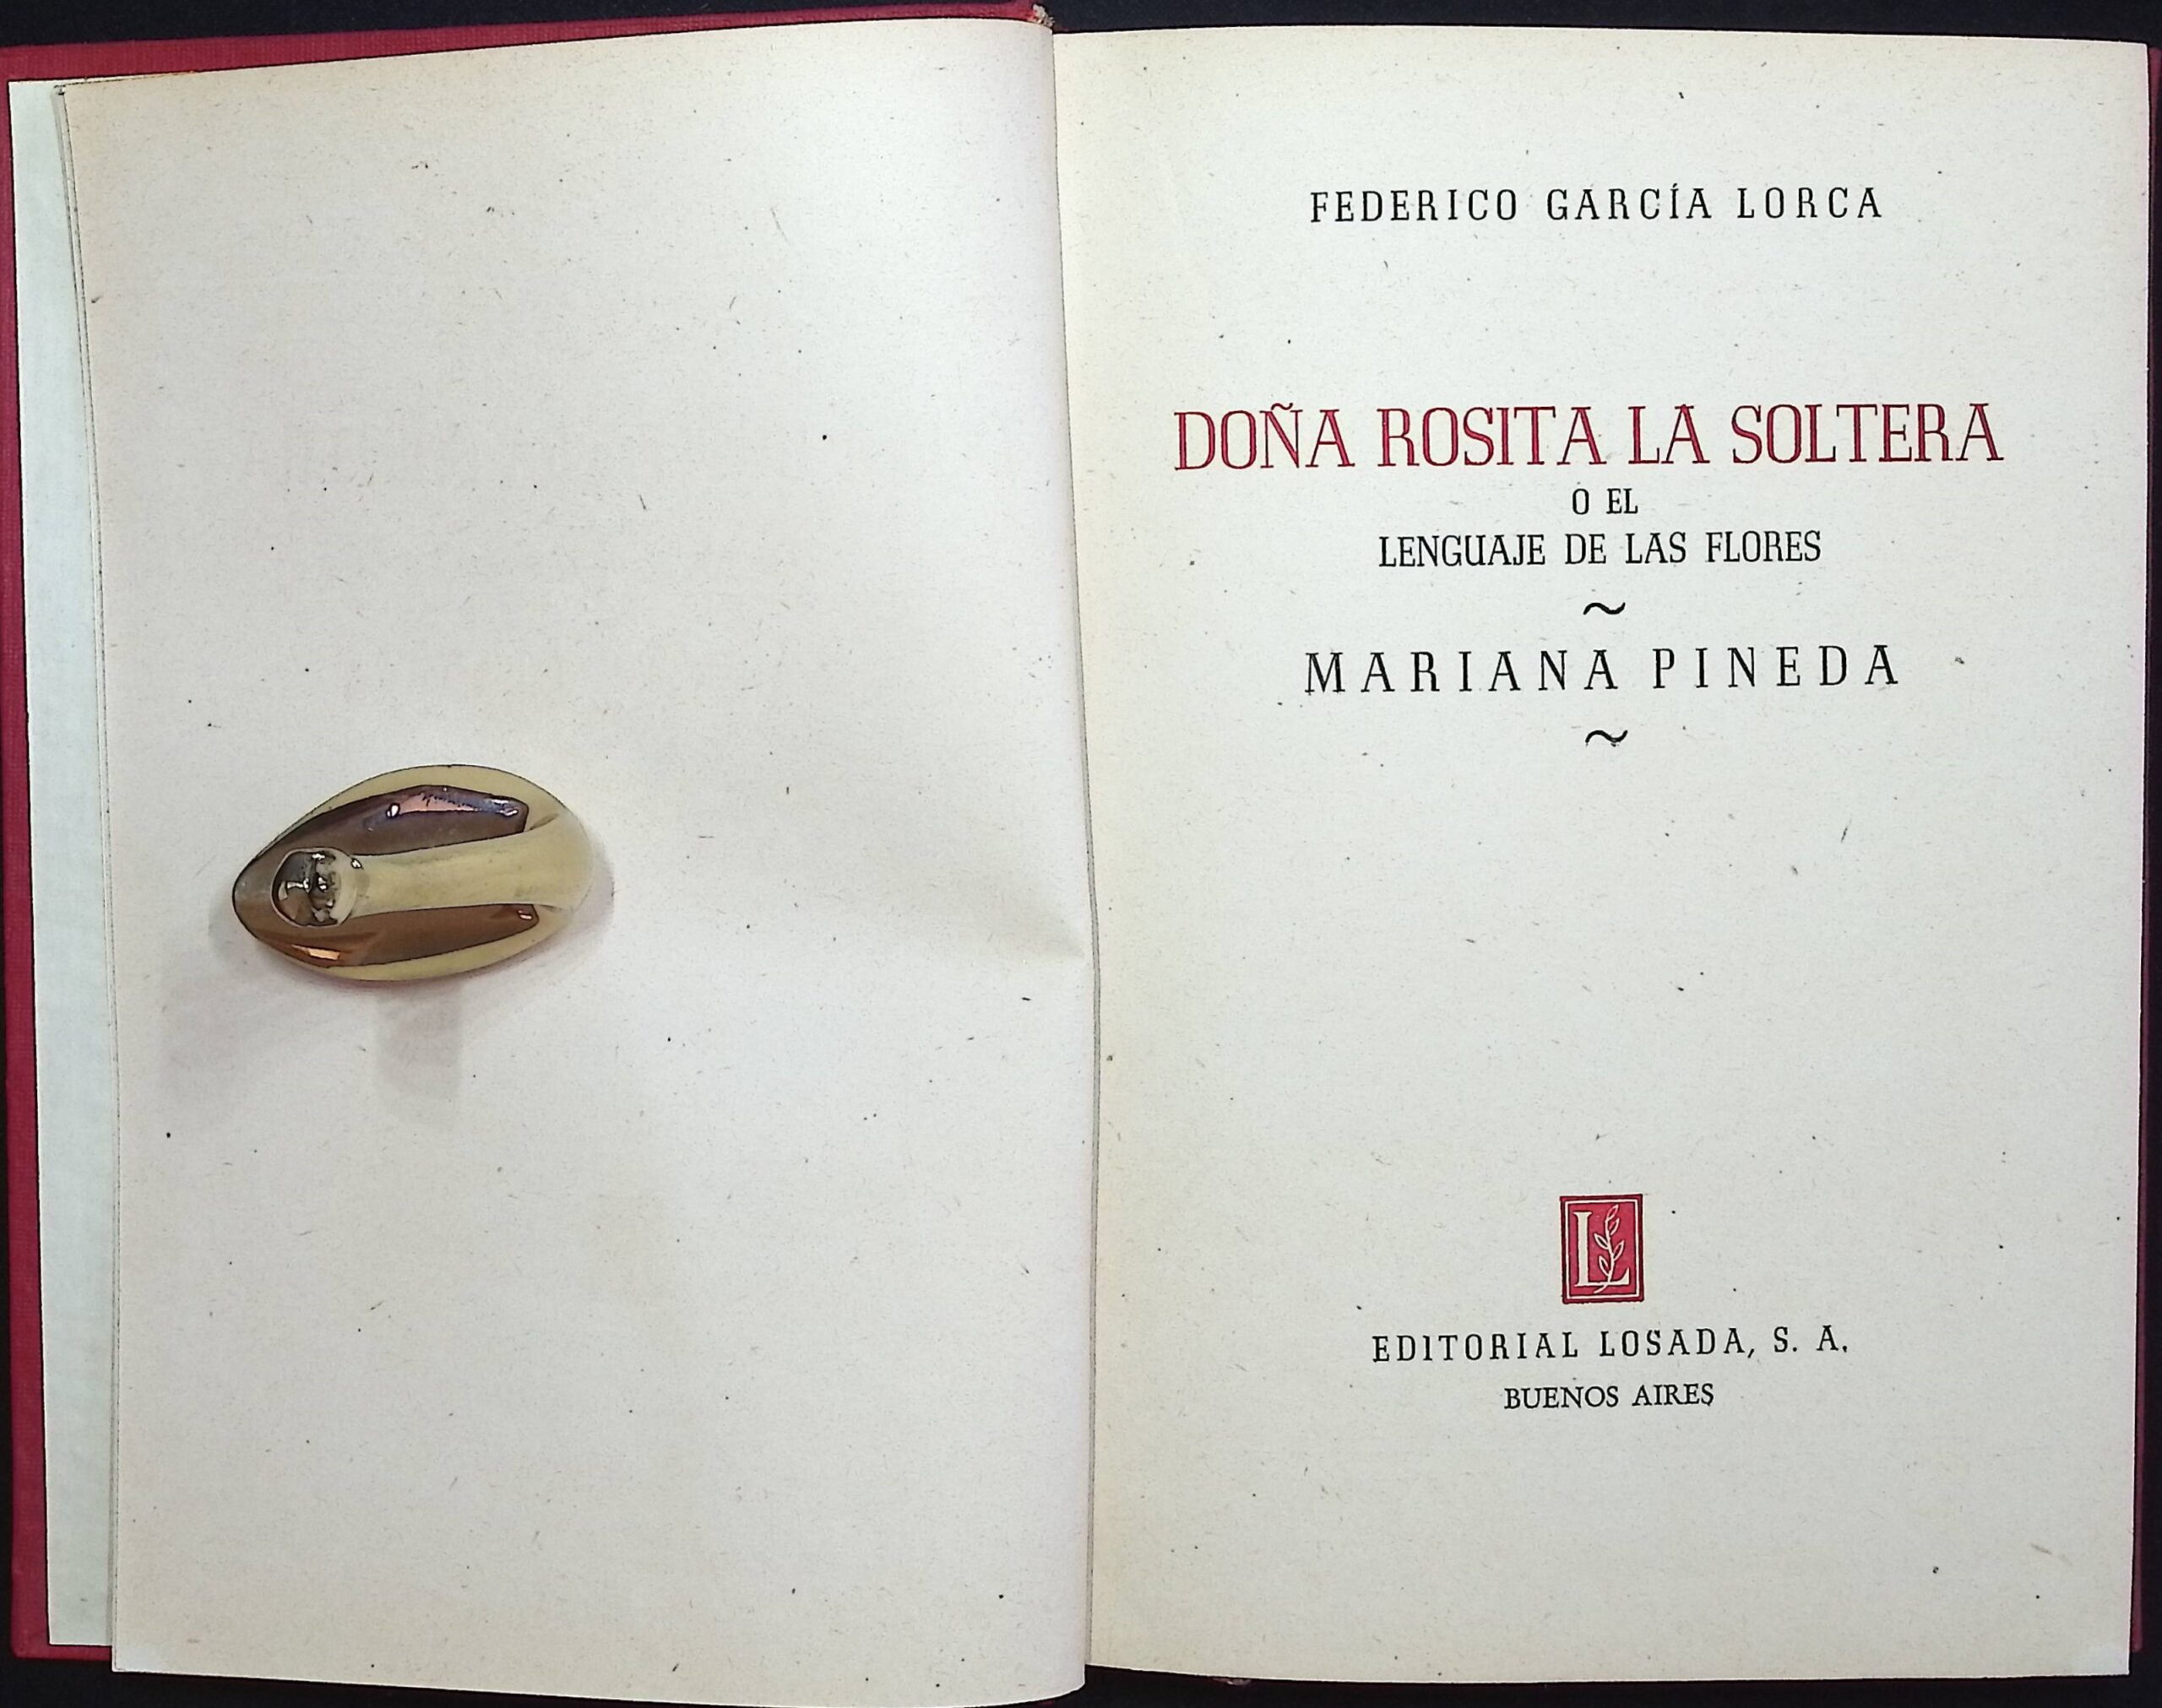 FEDERICO GARCÍA LORCA
DOÑA ROSITA LA SOLTERA
O EL
LENGUAJE DE LAS FLORES
~
MARIANA PINEDA
~
L
EDITORIAL LOSADA, S. A.
BUENOS AIRES